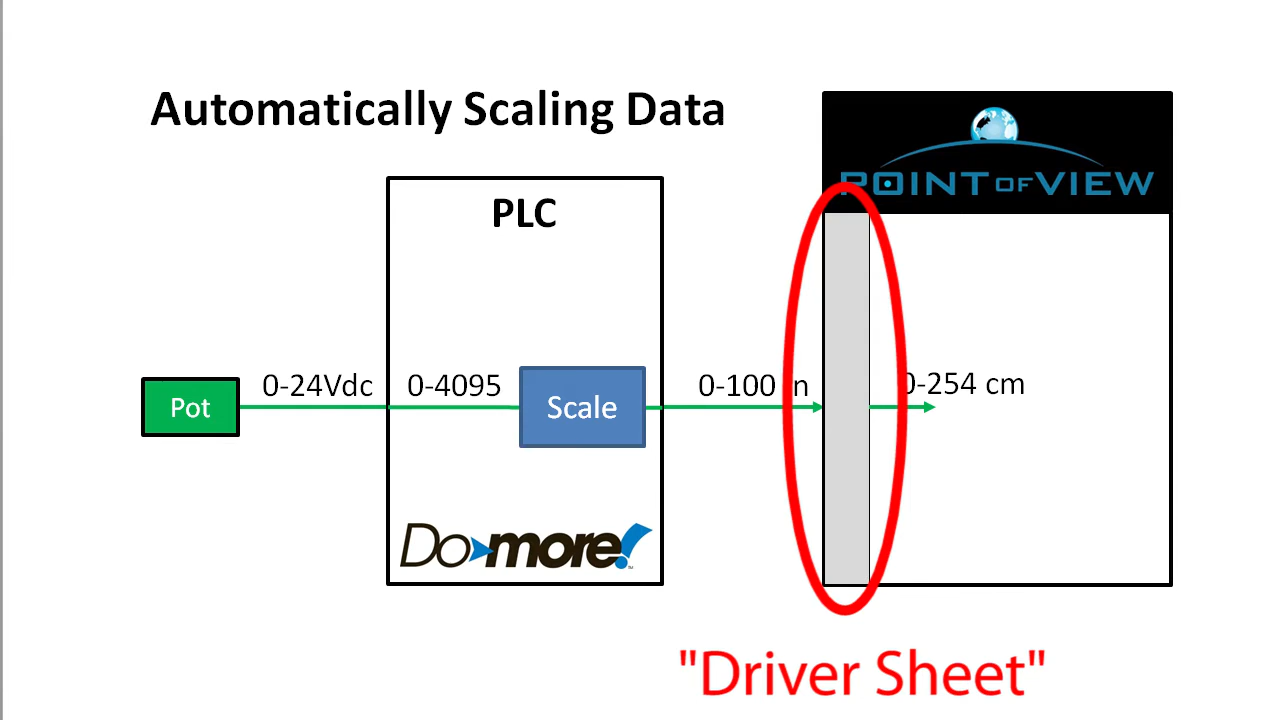 Automatically Scaling Data
POINT OF VIEW
PLC
0-24Vdc
0-4095
0-100 in
0-254 cm
Pot
Scale
Do more!
™
"Driver Sheet"